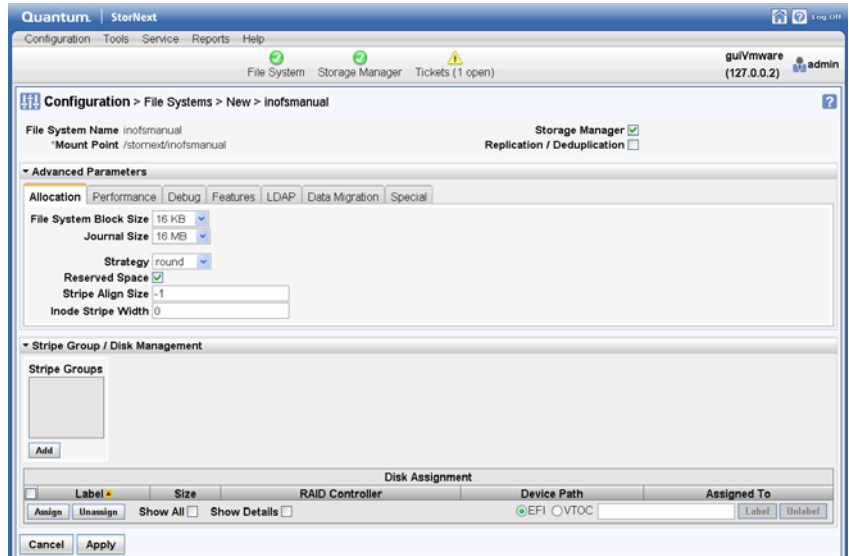 Quantum. StorNext Log Off
Configuration Tools Service Reports Help
File System Storage Manager Tickets (1 open)
guiVmware
(127.0.0.2)
admin
Configuration > File Systems > New > inofsmanual ?
File System Name inofsmanual Storage Manager
*Mount Point /stornext/inofsmanual Replication / Deduplication
Advanced Parameters
Allocation Performance Debug Features LDAP Data Migration Special
File System Block Size 16 KB
Journal Size 16 MB
Strategy round
Reserved Space
Stripe Align Size -1
Inode Stripe Width 0
Stripe Group / Disk Management
Stripe Groups
Add
Disk Assignment
Label Size RAID Controller Device Path Assigned To
Assign Unassign Show All Show Details EFI VTOC Label Unlabel
Cancel Apply